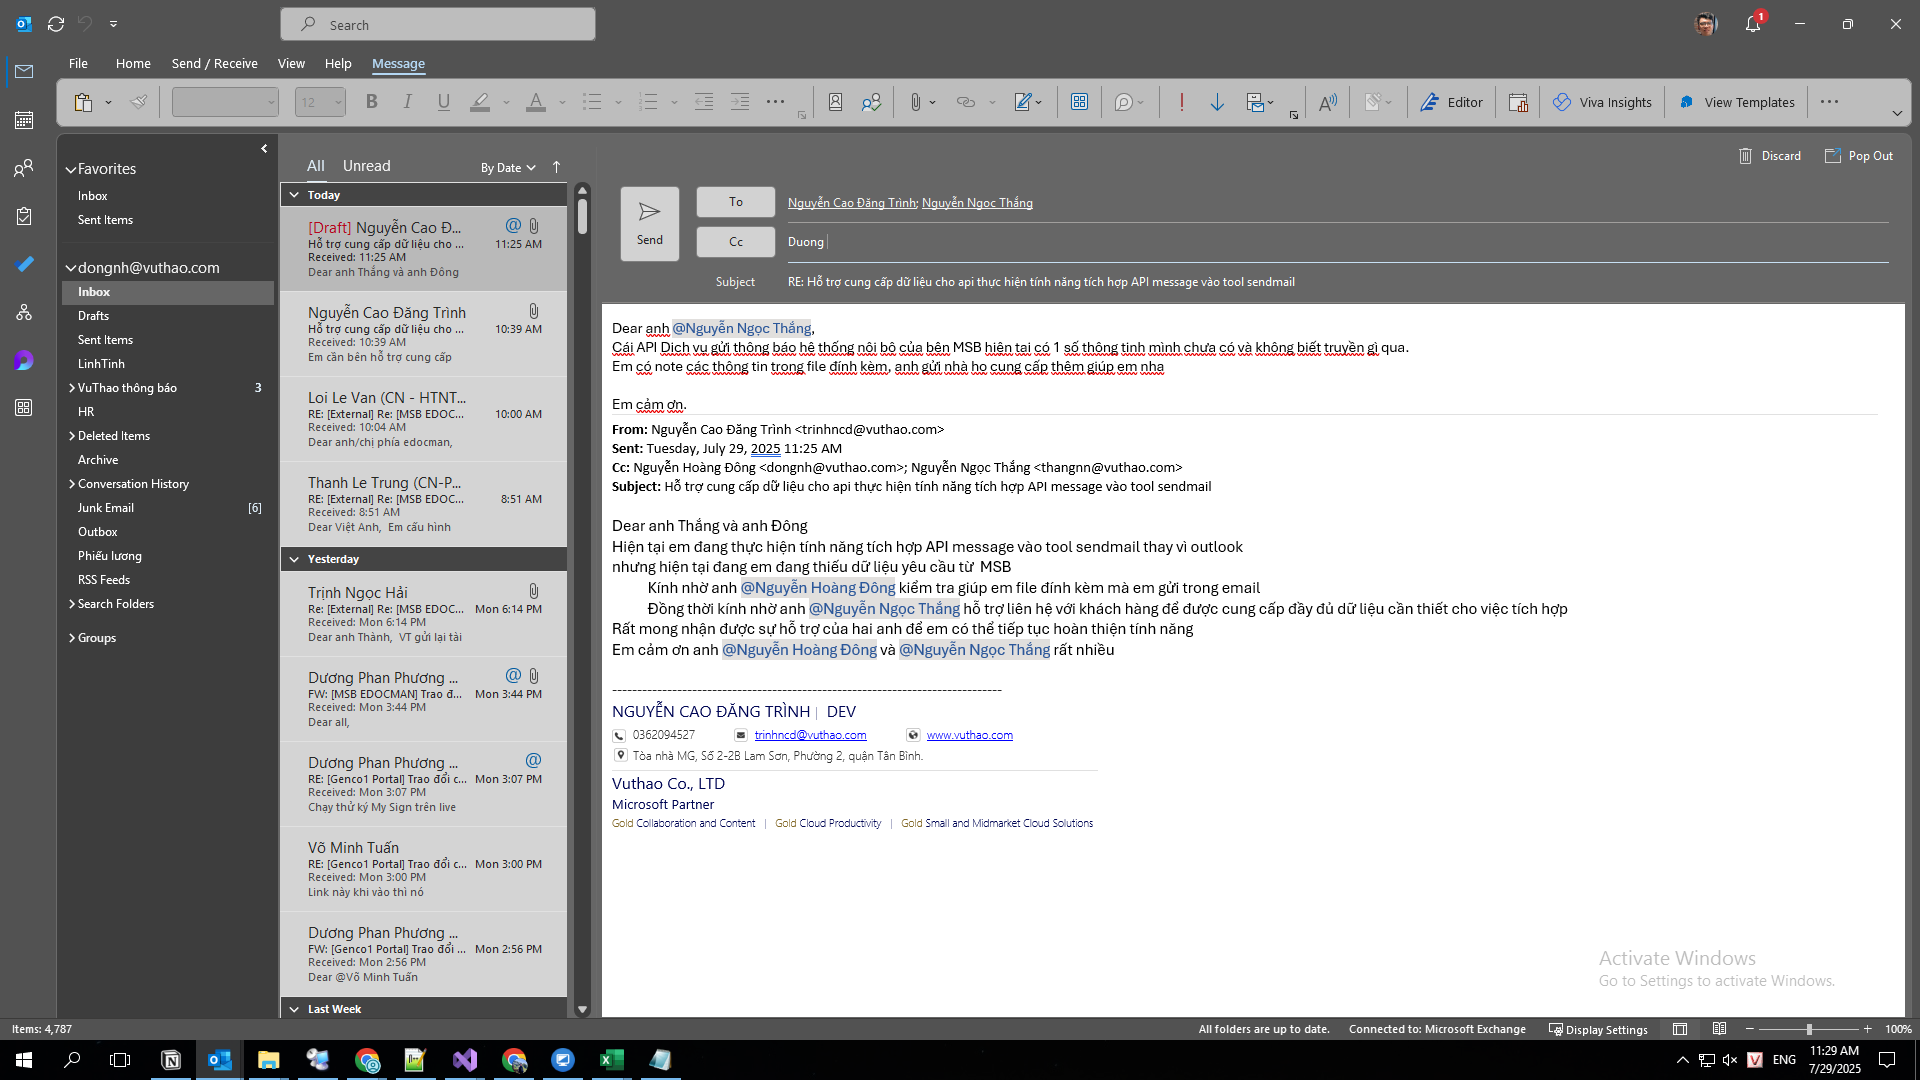 Search
1
File Home Send / Receive View Help Message
12
Editor
Viva Insights
View Templates
Favorites
Inbox
Sent Items
dongnh@vuthao.com
Inbox
Drafts
Sent Items
LinhTinh
VuThao thông báo 3
HR
Deleted Items
Archive
Conversation History
Junk Email [6]
Outbox
Phiếu lương
RSS Feeds
Search Folders
Groups
All Unread By Date
Today
[Draft] Nguyễn Cao Đ...
Hỗ trợ cung cấp dữ liệu cho ... 11:25 AM
Received: 11:25 AM
Dear anh Thắng và anh Đông
Nguyễn Cao Đăng Trình
Hỗ trợ cung cấp dữ liệu cho ... 10:39 AM
Received: 10:39 AM
Em cần bên hỗ trợ cung cấp
Loi Le Van (CN - HTNT...
RE: [External] Re: [MSB EDOC... 10:00 AM
Received: 10:04 AM
Dear anh/chị phía edocman,
Thanh Le Trung (CN-P...
RE: [External] Re: [MSB EDOC... 8:51 AM
Received: 8:51 AM
Dear Việt Anh, Em cấu hình
Yesterday
Trịnh Ngọc Hải
Re: [External] Re: [MSB EDOC... Mon 6:14 PM
Received: Mon 6:14 PM
Dear anh Thành, VT gửi lại tài
Dương Phan Phương ...
FW: [MSB EDOCMAN] Trao đ... Mon 3:44 PM
Received: Mon 3:44 PM
Dear all,
Dương Phan Phương ...
RE: [Genco1 Portal] Trao đổi c... Mon 3:07 PM
Received: Mon 3:07 PM
Chạy thử ký My Sign trên live
Võ Minh Tuấn
RE: [Genco1 Portal] Trao đổi c... Mon 3:00 PM
Received: Mon 3:00 PM
Link này khi vào thì nó
Dương Phan Phương ...
FW: [Genco1 Portal] Trao đổi ... Mon 2:56 PM
Received: Mon 2:56 PM
Dear @Võ Minh Tuấn
Last Week
Discard Pop Out
Send
To Nguyễn Cao Đăng Trình; Nguyễn Ngọc Thắng
Cc Duong
Subject RE: Hỗ trợ cung cấp dữ liệu cho api thực hiện tính năng tích hợp API message vào tool sendmail
Dear anh @Nguyễn Ngọc Thắng,
Cái API Dịch vụ gửi thông báo hệ thống nội bộ của bên MSB hiện tại có 1 số thông tinh mình chưa có và không biết truyền gì qua.
Em có note các thông tin trong file đính kèm, anh gửi nhà họ cung cấp thêm giúp em nha
Em cảm ơn.
From: Nguyễn Cao Đăng Trình <trinhncd@vuthao.com>
Sent: Tuesday, July 29, 2025 11:25 AM
Cc: Nguyễn Hoàng Đông <dongnh@vuthao.com>; Nguyễn Ngọc Thắng <thangnn@vuthao.com>
Subject: Hỗ trợ cung cấp dữ liệu cho api thực hiện tính năng tích hợp API message vào tool sendmail
Dear anh Thắng và anh Đông
Hiện tại em đang thực hiện tính năng tích hợp API message vào tool sendmail thay vì outlook
nhưng hiện tại đang em đang thiếu dữ liệu yêu cầu từ MSB
Kính nhờ anh @Nguyễn Hoàng Đông kiểm tra giúp em file đính kèm mà em gửi trong email
Đồng thời kính nhờ anh @Nguyễn Ngọc Thắng hỗ trợ liên hệ với khách hàng để được cung cấp đầy đủ dữ liệu cần thiết cho việc tích hợp
Rất mong nhận được sự hỗ trợ của hai anh để em có thể tiếp tục hoàn thiện tính năng
Em cảm ơn anh @Nguyễn Hoàng Đông và @Nguyễn Ngọc Thắng rất nhiều
------------------------------------------------------------------------------
NGUYỄN CAO ĐĂNG TRÌNH | DEV
0362094527 trinhncd@vuthao.com www.vuthao.com
Tòa nhà MG, Số 2-2B Lam Sơn, Phường 2, quận Tân Bình.
Vuthao Co., LTD
Microsoft Partner
Gold Collaboration and Content | Gold Cloud Productivity | Gold Small and Midmarket Cloud Solutions
Activate Windows
Go to Settings to activate Windows.
Items: 4,787
All folders are up to date. Connected to: Microsoft Exchange Display Settings 100%
ENG
11:29 AM
7/29/2025